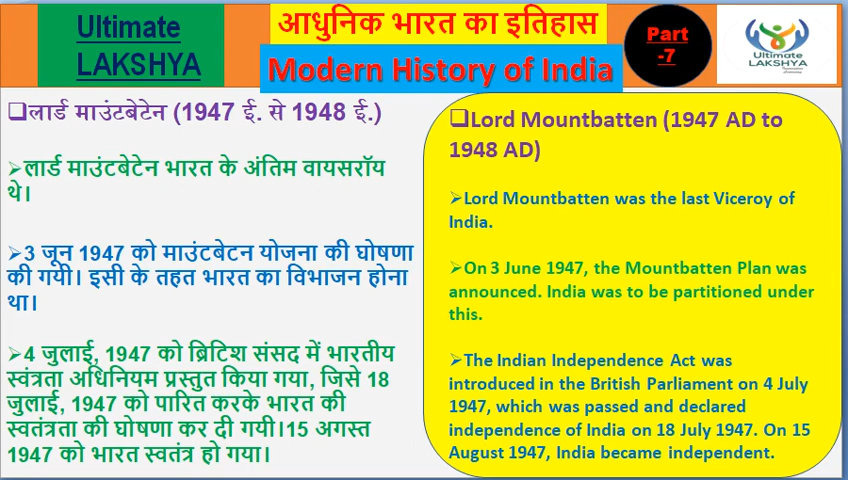 Ultimate
LAKSHYA
आधुनिक भारत का इतिहास
Modern History of India
Part
-7
Ultimate
LAKSHYA
❑लार्ड माउंटबेटेन (1947 ई. से 1948 ई.)
➢लार्ड माउंटबेटेन भारत के अंतिम वायसरॉय
थे।
➢3 जून 1947 को माउंटबेटन योजना की घोषणा
की गयी। इसी के तहत भारत का विभाजन होना
था।
➢4 जुलाई, 1947 को ब्रिटिश संसद में भारतीय
स्वंत्रता अधिनियम प्रस्तुत किया गया, जिसे 18
जुलाई, 1947 को पारित करके भारत की
स्वतंत्रता की घोषणा कर दी गयी।15 अगस्त
1947 को भारत स्वतंत्र हो गया।
❑Lord Mountbatten (1947 AD to
1948 AD)
➢Lord Mountbatten was the last Viceroy of
India.
➢On 3 June 1947, the Mountbatten Plan was
announced. India was to be partitioned under
this.
➢The Indian Independence Act was
introduced in the British Parliament on 4 July
1947, which was passed and declared
independence of India on 18 July 1947. On 15
August 1947, India became independent.